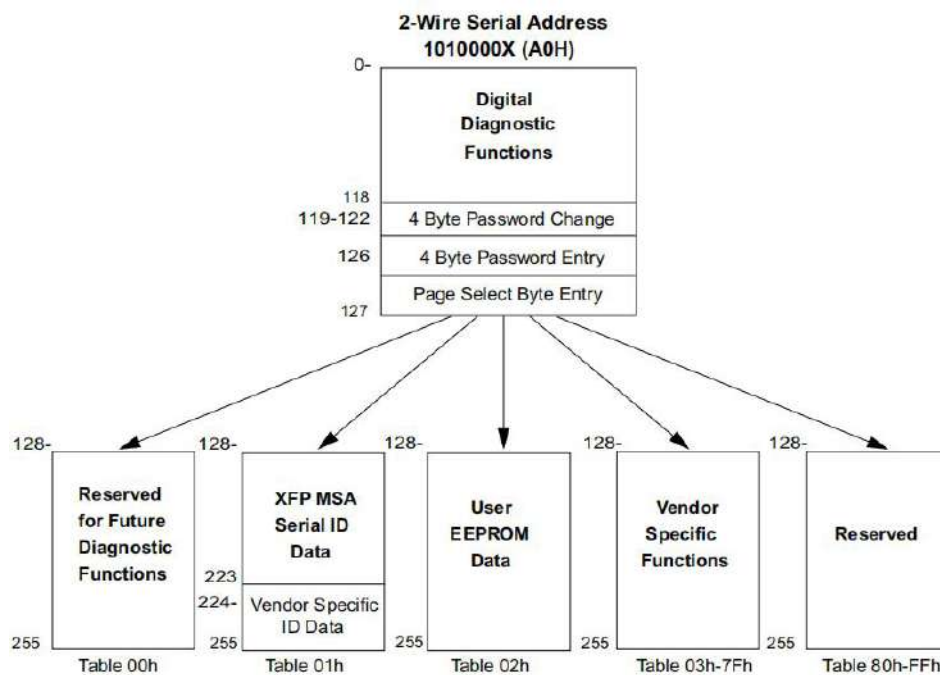 2-Wire Serial Address
1010000X (A0H)
0-
Digital
Diagnostic
Functions
118
119-122 4 Byte Password Change
126 4 Byte Password Entry
Page Select Byte Entry
127
128- 128- 128- 128- 128-
Reserved
for Future
Diagnostic
Functions
XFP MSA
Serial ID
Data
223
224- Vendor Specific
ID Data
User
EEPROM
Data
Vendor
Specific
Functions
Reserved
255 255 255 255 255
Table 00h Table 01h Table 02h Table 03h-7Fh Table 80h-FFh